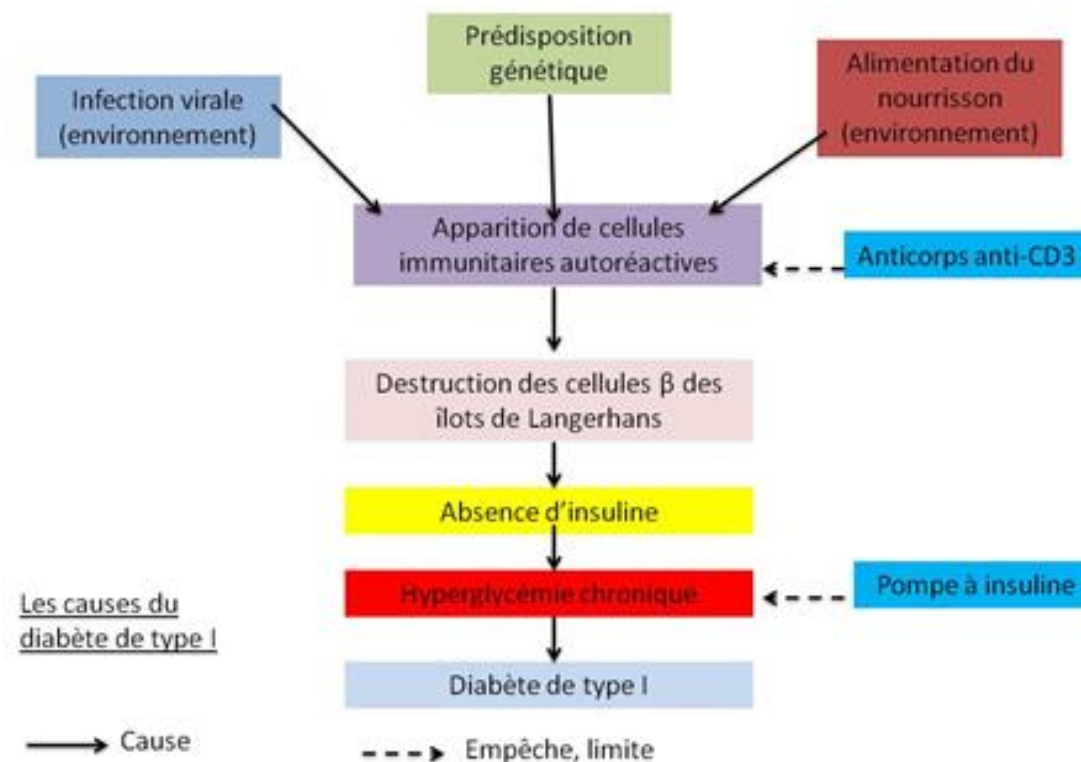 Prédisposition
génétique
Infection virale
(environnement)
Alimentation du
nourrisson
(environnement)
Apparition de cellules
immunitaires autoréactives
Anticorps anti-CD3
Destruction des cellules β des
îlots de Langerhans
Absence d'insuline
Hyperglycémie chronique
Pompe à insuline
Les causes du
diabète de type I
Diabète de type I
Cause
Empêche, limite